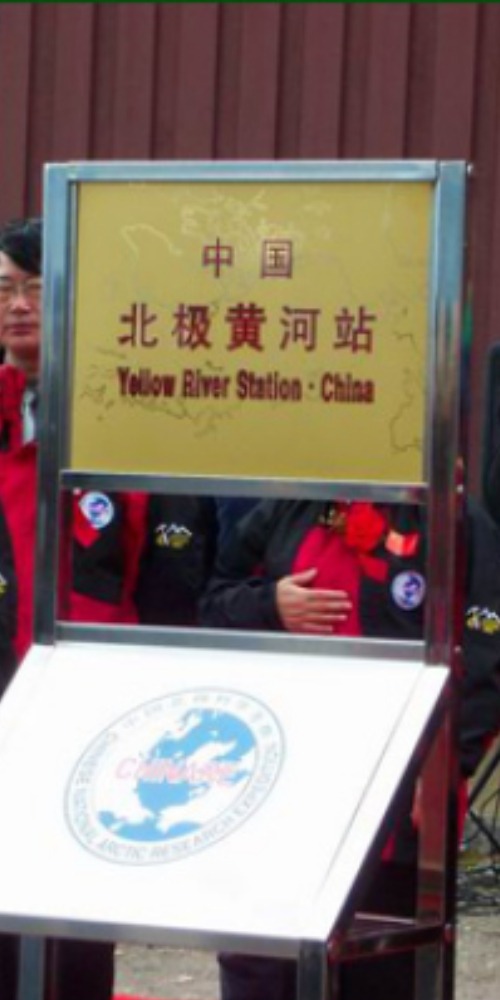 中国
北极黄河站
Yellow River Station · China
CHINARE
CHINESE NATIONAL ARCTIC RESEARCH EXPEDITION